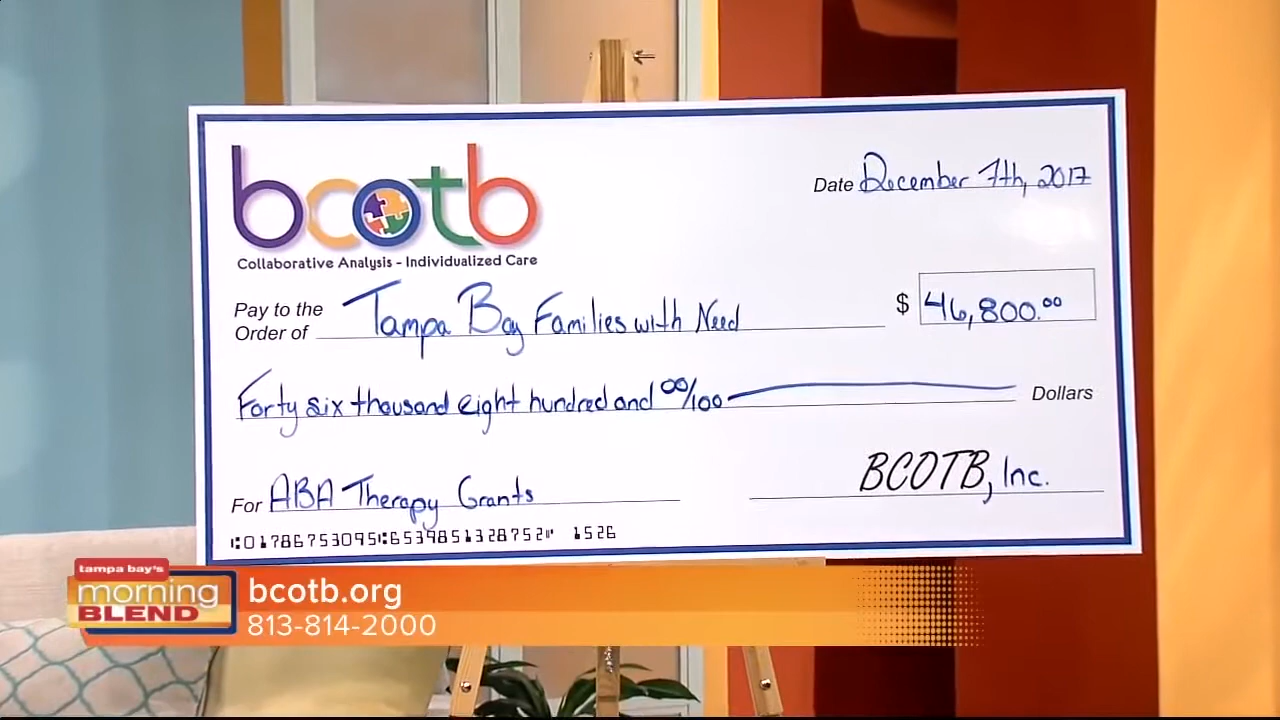 bcotb
Collaborative Analysis - Individualized Care
Date December 7th, 2017
Pay to the
Order of Tampa Bay Families with Need $ 46,800.00
Forty six thousand eight hundred and 00/100 Dollars
BCOTB, Inc.
For ABA Therapy Grants
⑆01786753095⑆6539851328752⑈ 1526
tampa bay's
morning
BLEND
bcotb.org
813-814-2000